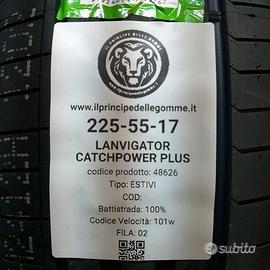 IL PRINCIPE DELLE GOMME
www.ilprincipedellegomme.it
225-55-17
LANVIGATOR
CATCHPOWER PLUS
codice prodotto: 48626
Tipo: ESTIVI
COD:
Battistrada: 100%
Codice Velocità: 101w
FILA: 02
subito